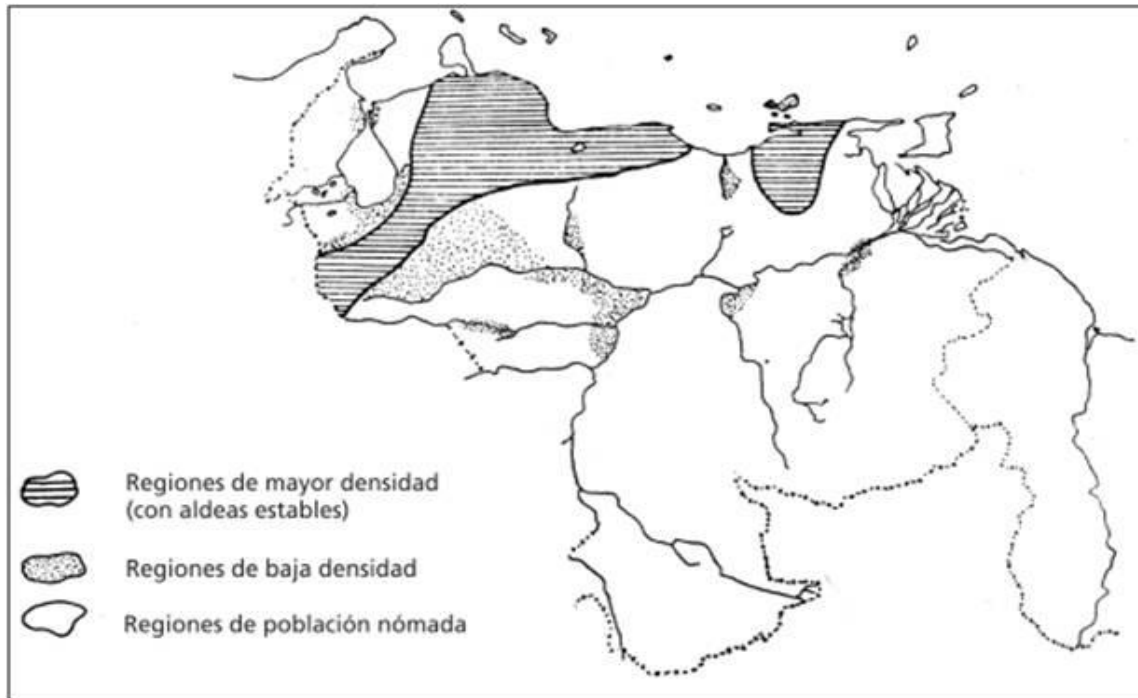 Regiones de mayor densidad
(con aldeas estables)
Regiones de baja densidad
Regiones de población nómada